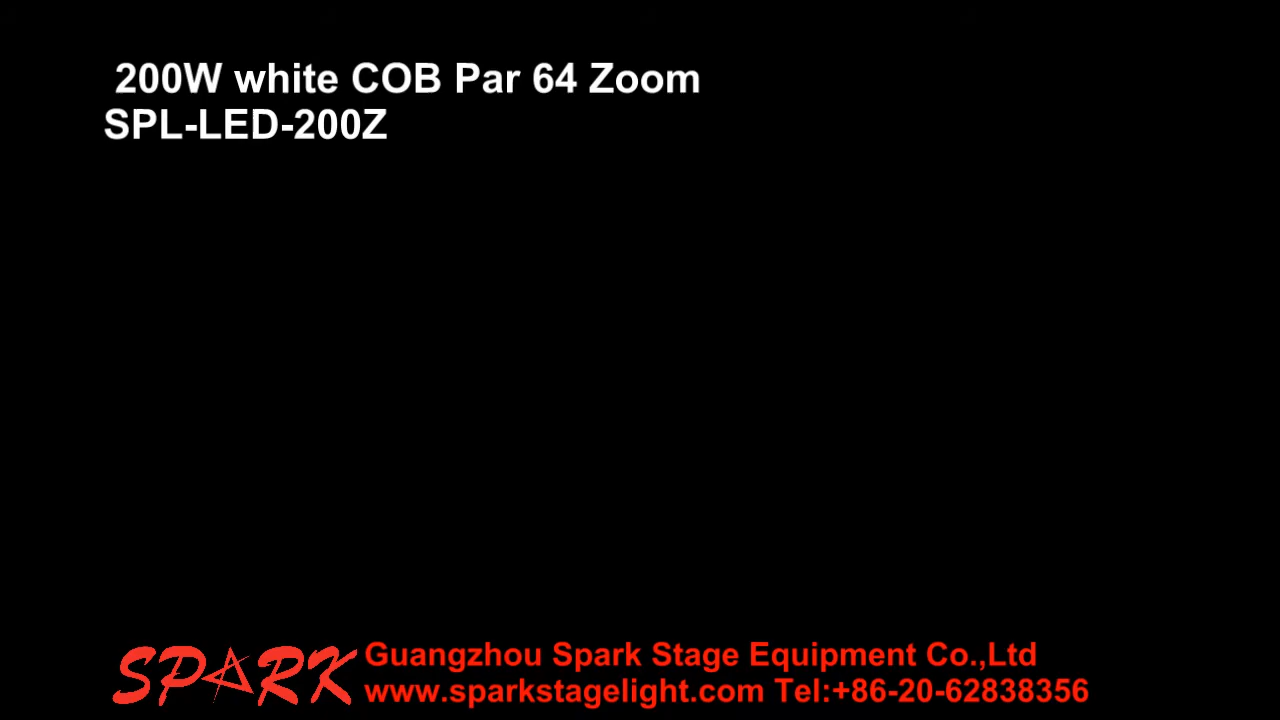 200W white COB Par 64 Zoom
SPL-LED-200Z
SPARK
Guangzhou Spark Stage Equipment Co.,Ltd
www.sparkstagelight.com Tel:+86-20-62838356